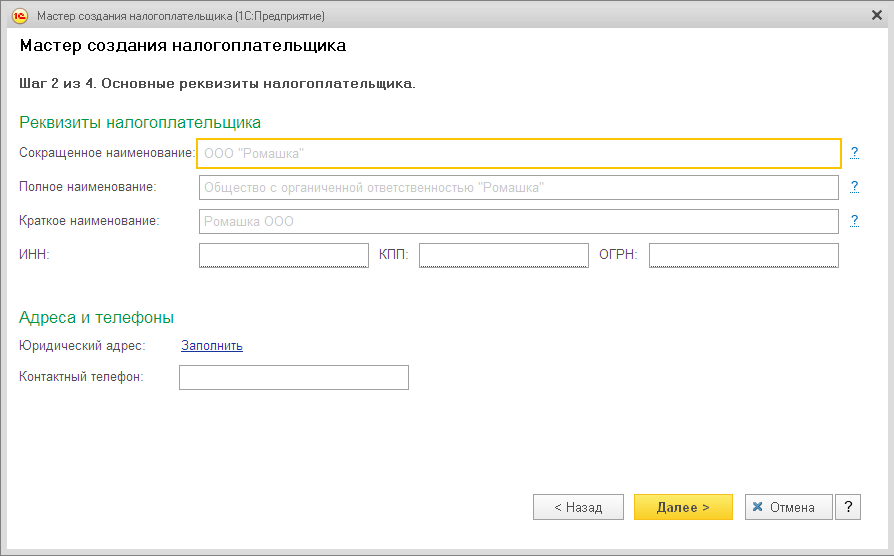 1С Мастер создания налогоплательщика (1С:Предприятие)
Мастер создания налогоплательщика
Шаг 2 из 4. Основные реквизиты налогоплательщика.
Реквизиты налогоплательщика
Сокращенное наименование: ООО "Ромашка" ?
Полное наименование: Общество с органиченной ответственностью "Ромашка" ?
Краткое наименование: Ромашка ООО ?
ИНН: КПП: ОГРН:
Адреса и телефоны
Юридический адрес: Заполнить
Контактный телефон:
< Назад Далее > Отмена ?